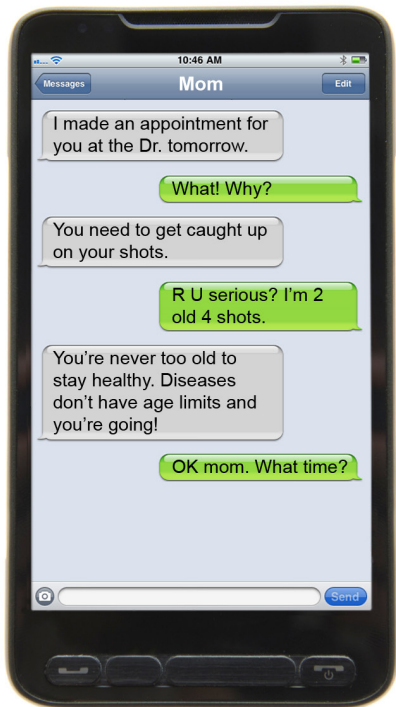 10:46 AM
Messages
Mom
Edit
I made an appointment for
you at the Dr. tomorrow.
What! Why?
You need to get caught up
on your shots.
R U serious? I'm 2
old 4 shots.
You're never too old to
stay healthy. Diseases
don't have age limits and
you're going!
OK mom. What time?
Send